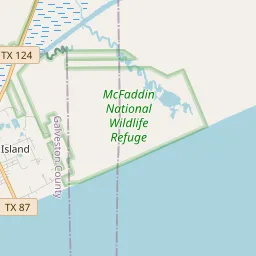 TX 124
McFaddin
National
Wildlife
Refuge
Galveston County
Island
TX 87